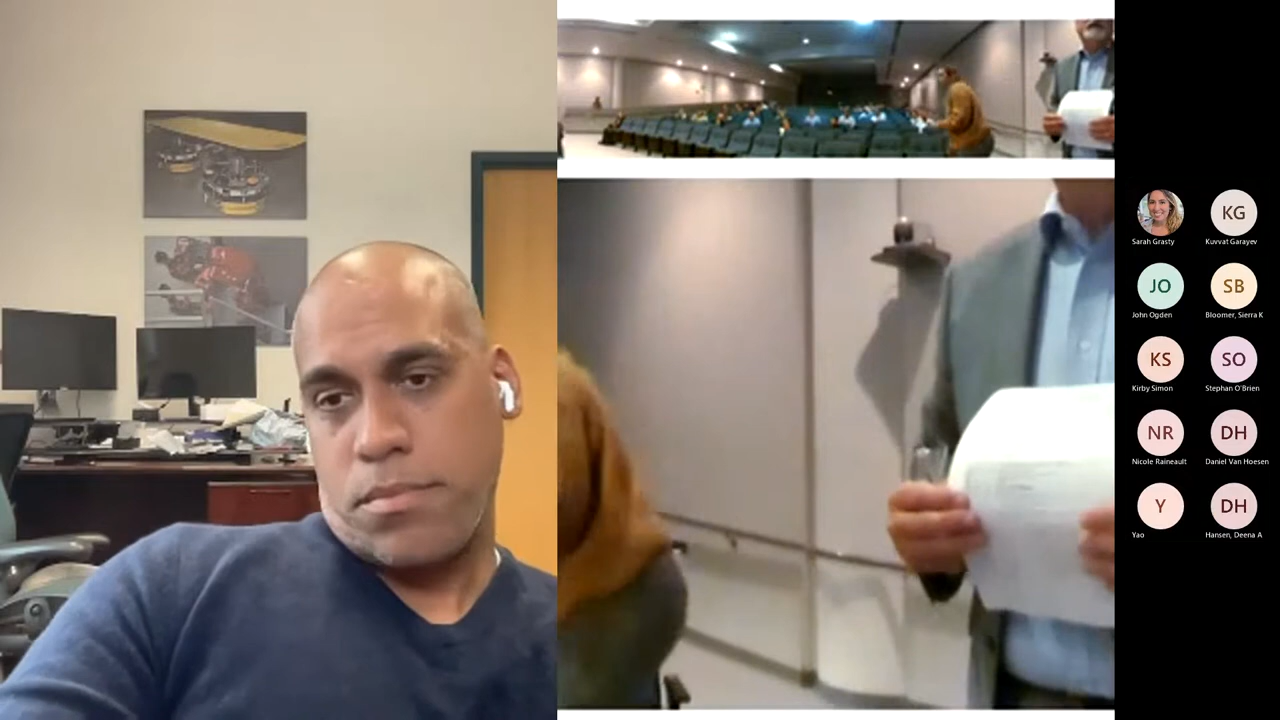 Sarah Grasty
KG
Kuvvat Garayev
JO
John Ogden
SB
Bloomer, Sierra K
KS
Kirby Simon
SO
Stephan O'Brien
NR
Nicole Raineault
DH
Daniel Van Hoesen
Y
Yao
DH
Hansen, Deena A